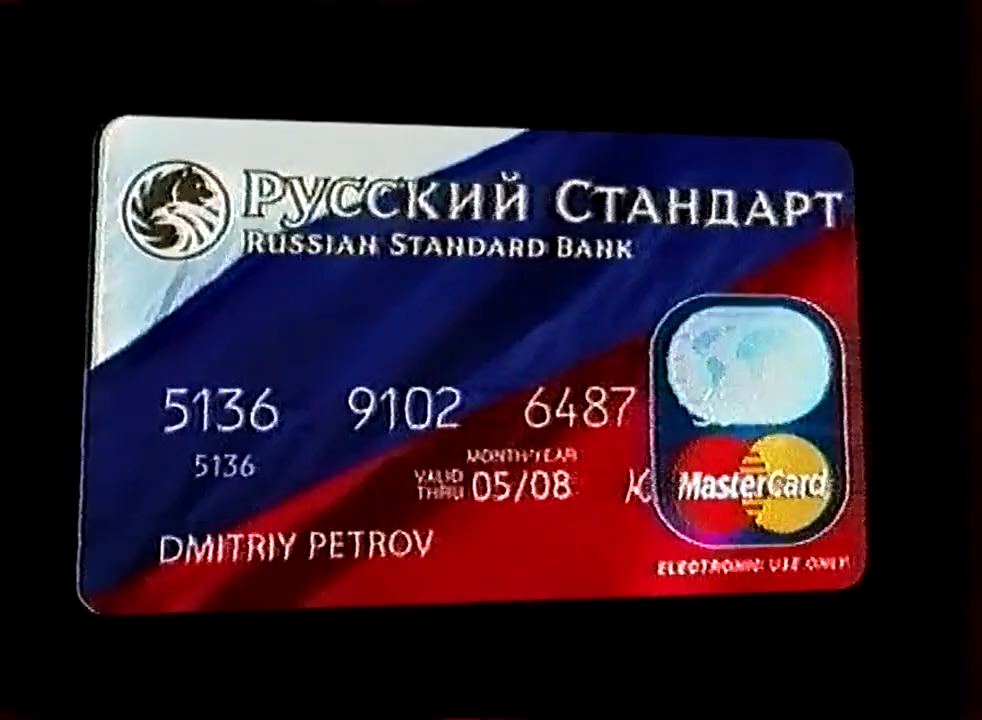 Русский Стандарт
Russian Standard Bank
5136 9102 6487
5136
MONTH/YEAR
VALID THRU 05/08
MasterCard
DMITRIY PETROV
ELECTRONIC USE ONLY